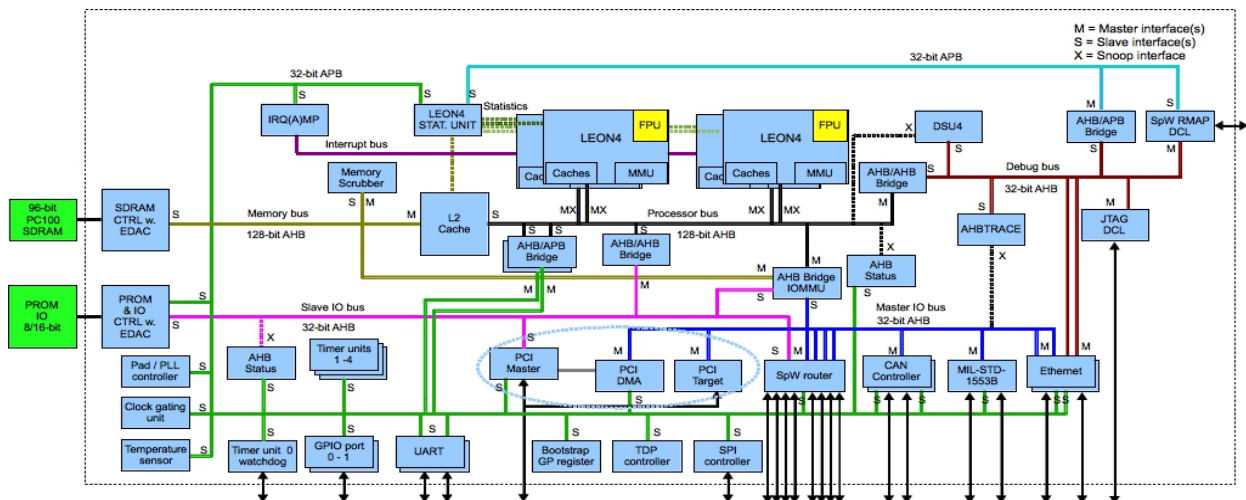 M = Master interface(s)
S = Slave interface(s)
X = Snoop interface
32-bit APB
32-bit APB
S
S
S
M
S
Statistics
IRQ(A)MP
LEON4
STAT. UNIT
LEON4
FPU
LEON4
FPU
DSU4
AHB/APB
Bridge
SpW RMAP
DCL
X
S
S
M
Interrupt bus
Caches
MMU
Caches
MMU
AHB/AHB
Bridge
S
Debug bus
32-bit AHB
Memory
Scrubber
S
M
M
96-bit
PC100
SDRAM
SDRAM
CTRL w.
EDAC
S
Memory bus
128-bit AHB
M
L2
Cache
S
MX
MX
Processor bus
128-bit AHB
MX
MX
M
S
M
AHBTRACE
JTAG
DCL
S
S
S
AHB/APB
Bridge
AHB/AHB
Bridge
M
S
X
X
M
M
M
M
AHB Bridge
IOMMU
S
S
AHB
Status
S
PROM
IO
8/16-bit
PROM
& IO
CTRL w.
EDAC
S
S
Slave IO bus
32-bit AHB
Master IO bus
32-bit AHB
X
S
M
M
S
M
M
M
M
M
Pad / PLL
controller
S
AHB
Status
Timer units
1 -4
PCI
Master
PCI
DMA
PCI
Target
SpW router
CAN
Controller
MIL-STD-
1553B
Ethernet
S
S
S
S
S
S
S
S
S
S
S
Clock gating
unit
S
S
S
S
S
S
S
Temperature
sensor
S
Timer unit 0
watchdog
GPIO port
0 - 1
UART
Bootstrap
GP register
TDP
controller
SPI
controller